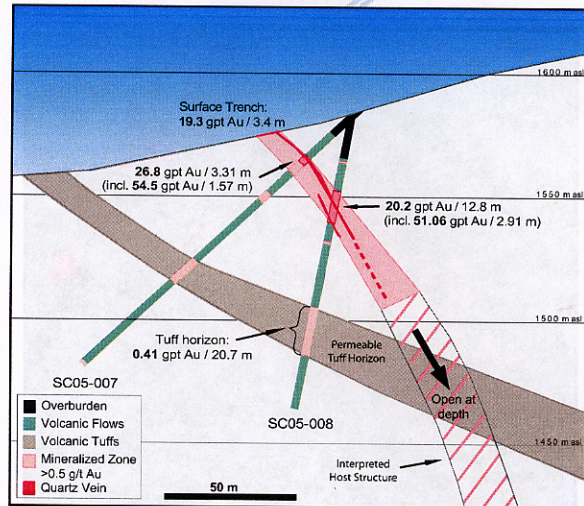 1600 m asl
Surface Trench:
19.3 gpt Au / 3.4 m
26.8 gpt Au / 3.31 m
(incl. 54.5 gpt Au / 1.57 m)
1550 m asl
20.2 gpt Au / 12.8 m
(incl. 51.06 gpt Au / 2.91 m)
1500 m asl
Tuff horizon:
0.41 gpt Au / 20.7 m
Permeable
Tuff Horizon
SC05-007
SC05-008
Open at
depth
1450 m asl
Interpreted
Host Structure
Overburden
Volcanic Flows
Volcanic Tuffs
Mineralized Zone
>0.5 g/t Au
Quartz Vein
50 m